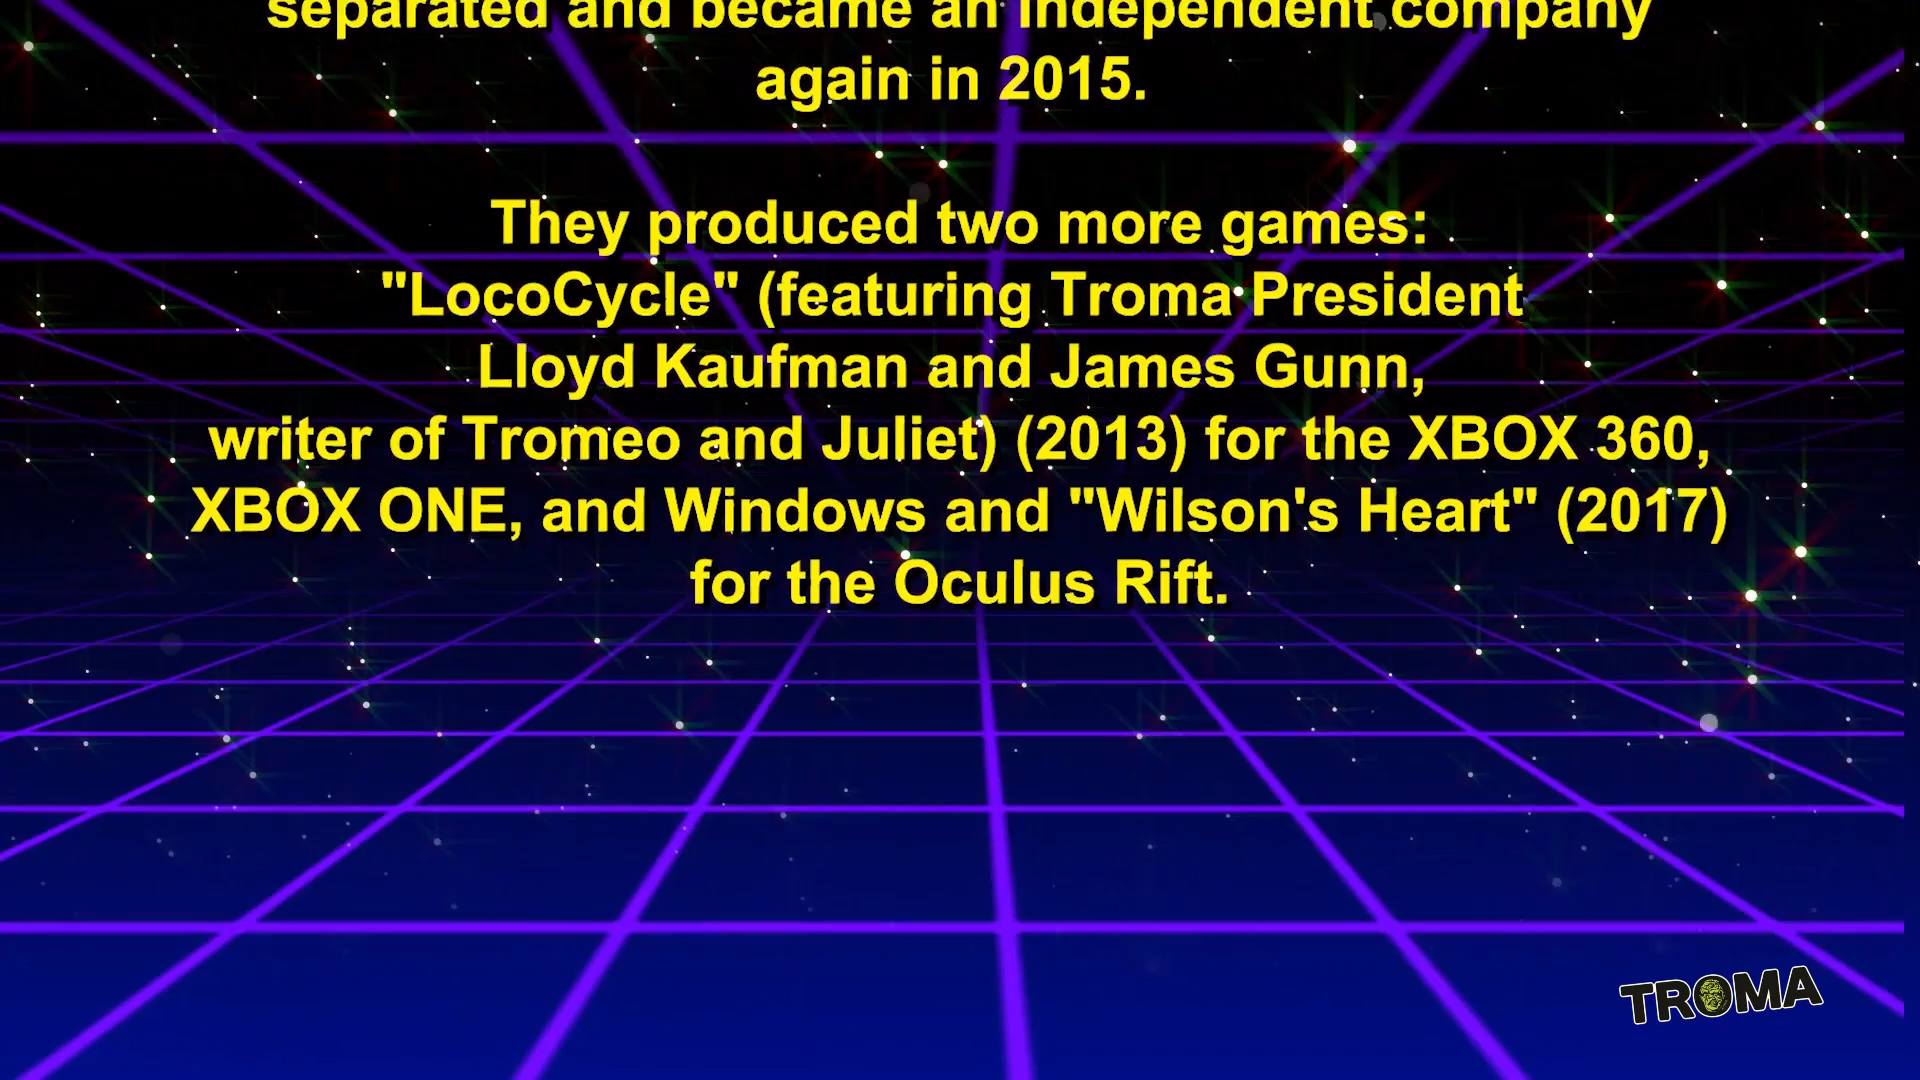 separated and became an independent company
again in 2015.
They produced two more games:
"LocoCycle" (featuring Troma President
Lloyd Kaufman and James Gunn,
writer of Tromeo and Juliet) (2013) for the XBOX 360,
XBOX ONE, and Windows and "Wilson's Heart" (2017)
for the Oculus Rift.
TROMA